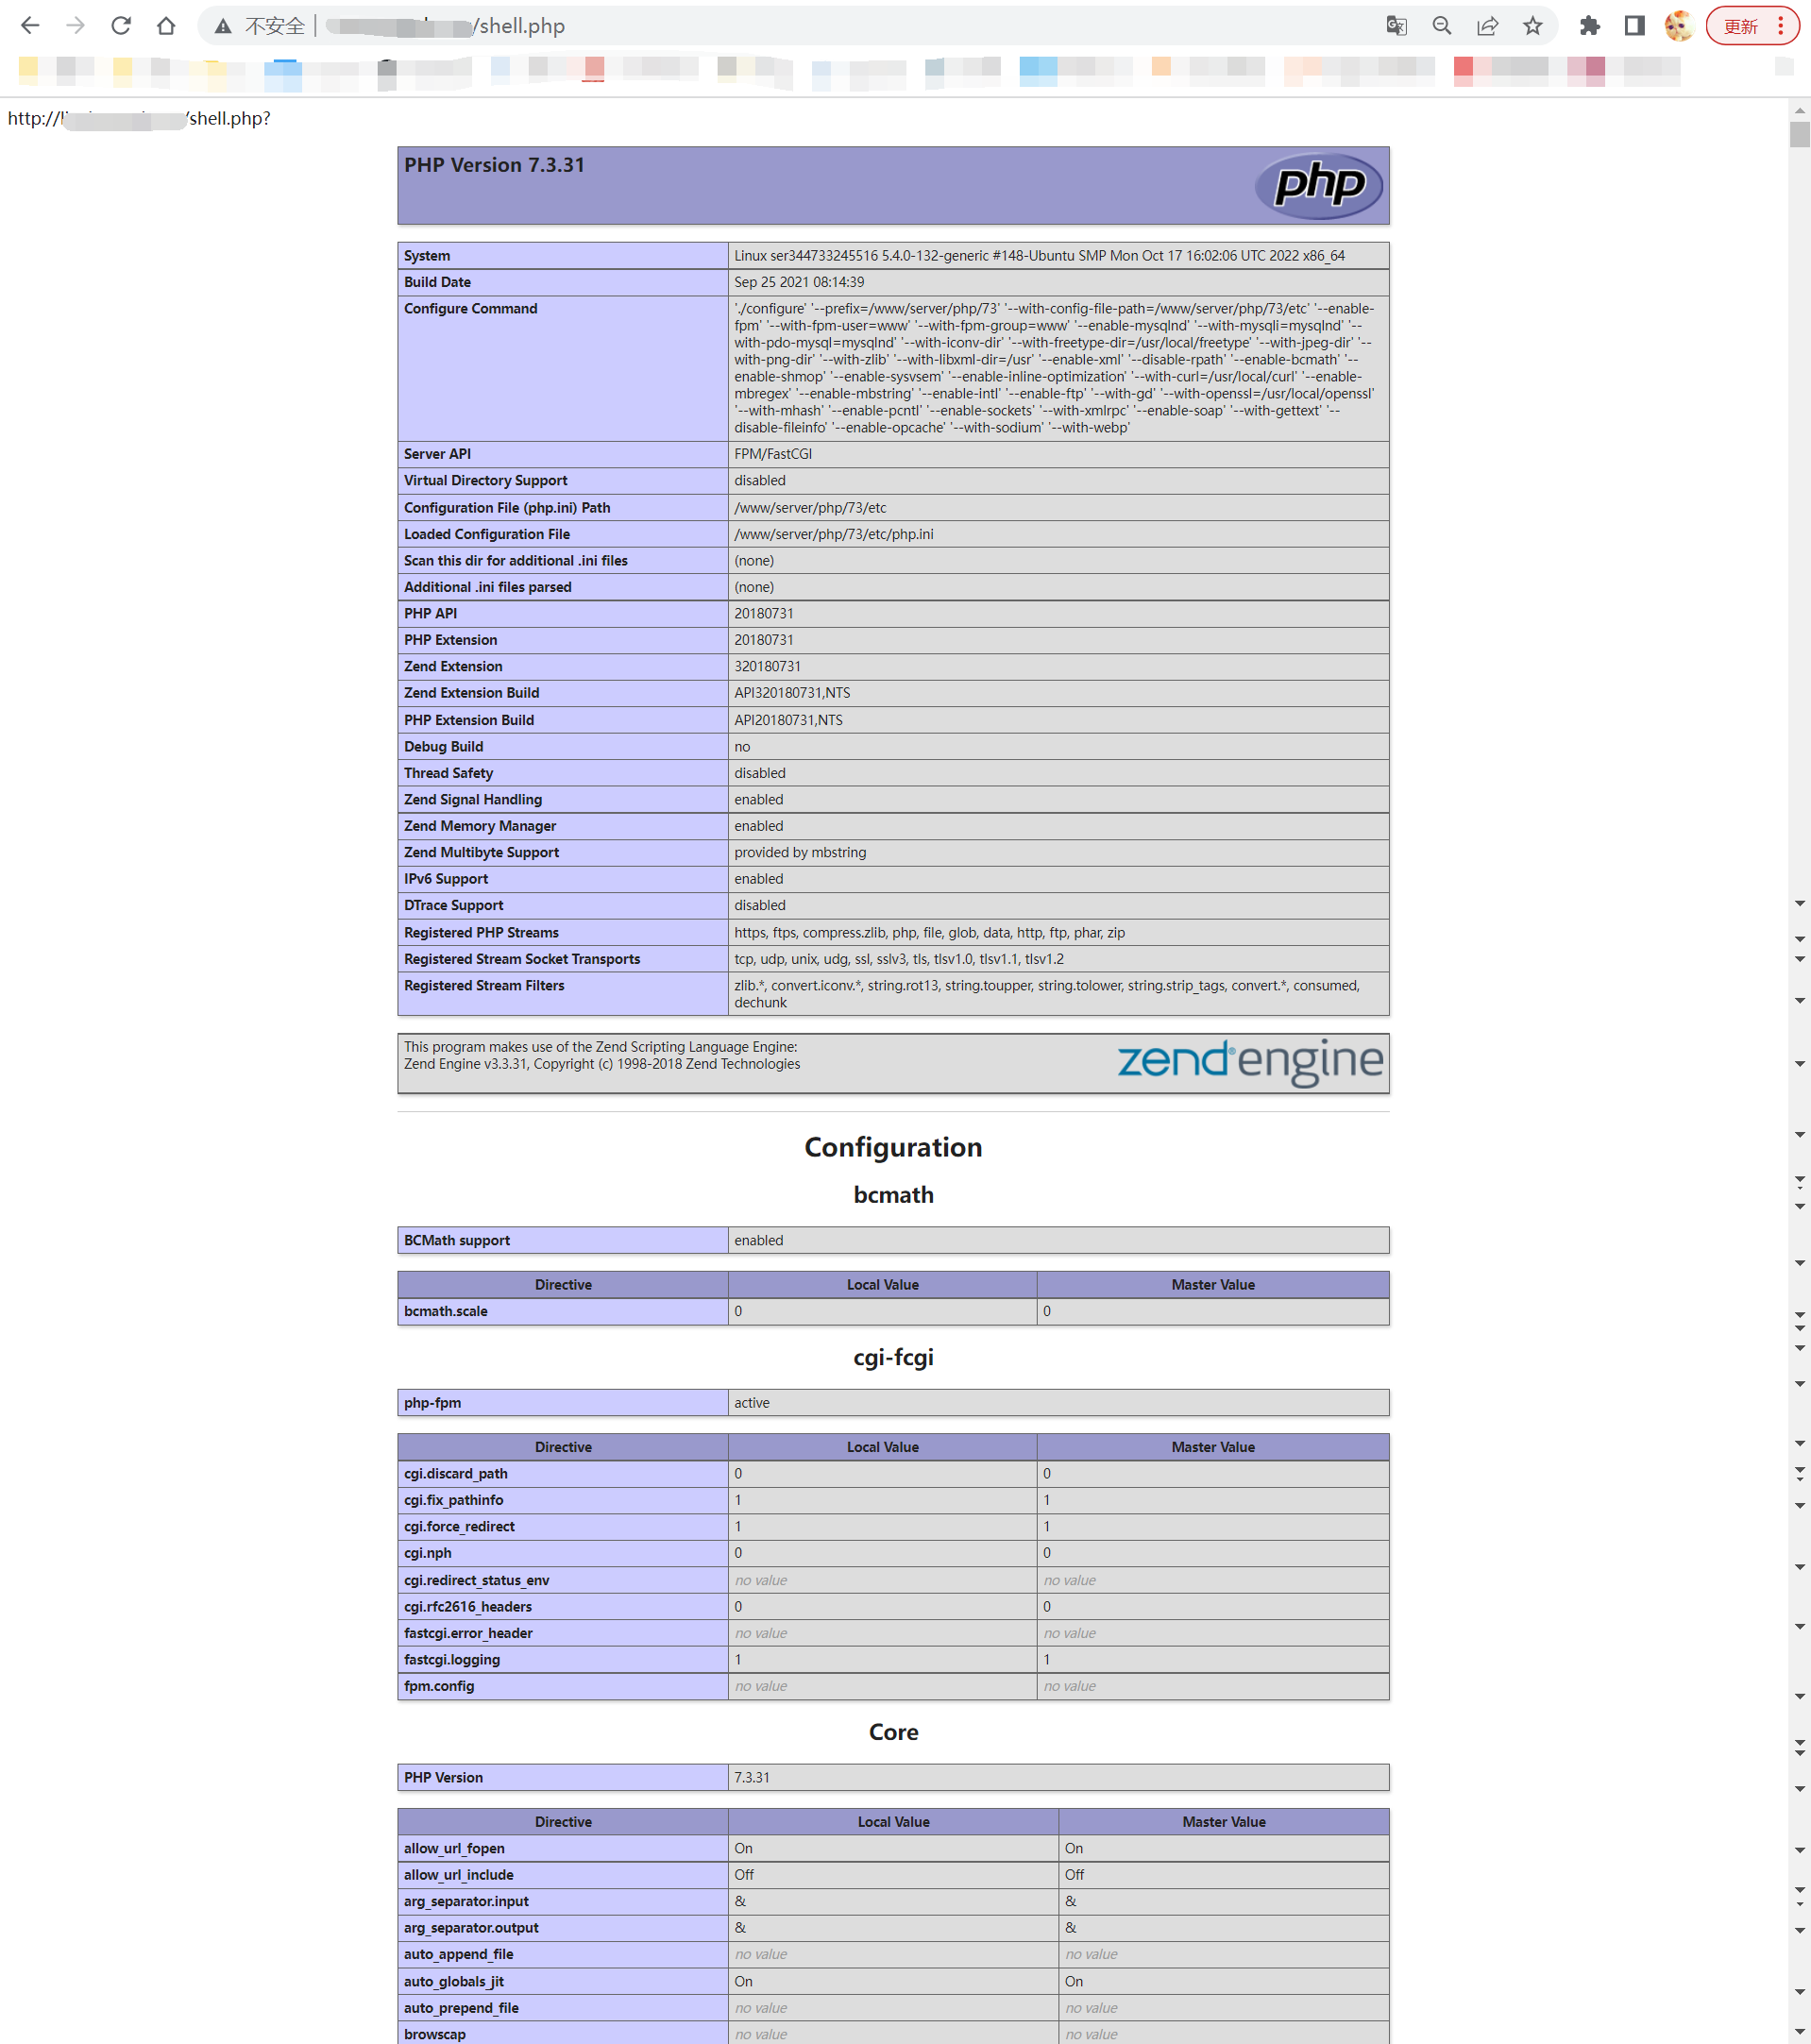 不安全 /shell.php
更新
http:// /shell.php?
PHP Version 7.3.31
php
System Linux ser344733245516 5.4.0-132-generic #148-Ubuntu SMP Mon Oct 17 16:02:06 UTC 2022 x86_64
Build Date Sep 25 2021 08:14:39
Configure Command './configure' '--prefix=/www/server/php/73' '--with-config-file-path=/www/server/php/73/etc' '--enable-
fpm' '--with-fpm-user=www' '--with-fpm-group=www' '--enable-mysqlnd' '--with-mysqli=mysqlnd' '--
with-pdo-mysql=mysqlnd' '--with-iconv-dir' '--with-freetype-dir=/usr/local/freetype' '--with-jpeg-dir' '--
with-png-dir' '--with-zlib' '--with-libxml-dir=/usr' '--enable-xml' '--disable-rpath' '--enable-bcmath' '--
enable-shmop' '--enable-sysvsem' '--enable-inline-optimization' '--with-curl=/usr/local/curl' '--enable-
mbregex' '--enable-mbstring' '--enable-intl' '--enable-ftp' '--with-gd' '--with-openssl=/usr/local/openssl'
'--with-mhash' '--enable-pcntl' '--enable-sockets' '--with-xmlrpc' '--enable-soap' '--with-gettext' '--
disable-fileinfo' '--enable-opcache' '--with-sodium' '--with-webp'
Server API FPM/FastCGI
Virtual Directory Support disabled
Configuration File (php.ini) Path /www/server/php/73/etc
Loaded Configuration File /www/server/php/73/etc/php.ini
Scan this dir for additional .ini files (none)
Additional .ini files parsed (none)
PHP API 20180731
PHP Extension 20180731
Zend Extension 320180731
Zend Extension Build API320180731,NTS
PHP Extension Build API20180731,NTS
Debug Build no
Thread Safety disabled
Zend Signal Handling enabled
Zend Memory Manager enabled
Zend Multibyte Support provided by mbstring
IPv6 Support enabled
DTrace Support disabled
Registered PHP Streams https, ftps, compress.zlib, php, file, glob, data, http, ftp, phar, zip
Registered Stream Socket Transports tcp, udp, unix, udg, ssl, sslv3, tls, tlsv1.0, tlsv1.1, tlsv1.2
Registered Stream Filters zlib.*, convert.iconv.*, string.rot13, string.toupper, string.tolower, string.strip_tags, convert.*, consumed,
dechunk
This program makes use of the Zend Scripting Language Engine:
Zend Engine v3.3.31, Copyright (c) 1998-2018 Zend Technologies
zend®engine
Configuration
bcmath
BCMath support enabled
Directive Local Value Master Value
bcmath.scale 0 0
cgi-fcgi
php-fpm active
Directive Local Value Master Value
cgi.discard_path 0 0
cgi.fix_pathinfo 1 1
cgi.force_redirect 1 1
cgi.nph 0 0
cgi.redirect_status_env no value no value
cgi.rfc2616_headers 0 0
fastcgi.error_header no value no value
fastcgi.logging 1 1
fpm.config no value no value
Core
PHP Version 7.3.31
Directive Local Value Master Value
allow_url_fopen On On
allow_url_include Off Off
arg_separator.input & &
arg_separator.output & &
auto_append_file no value no value
auto_globals_jit On On
auto_prepend_file no value no value
browscap no value no value